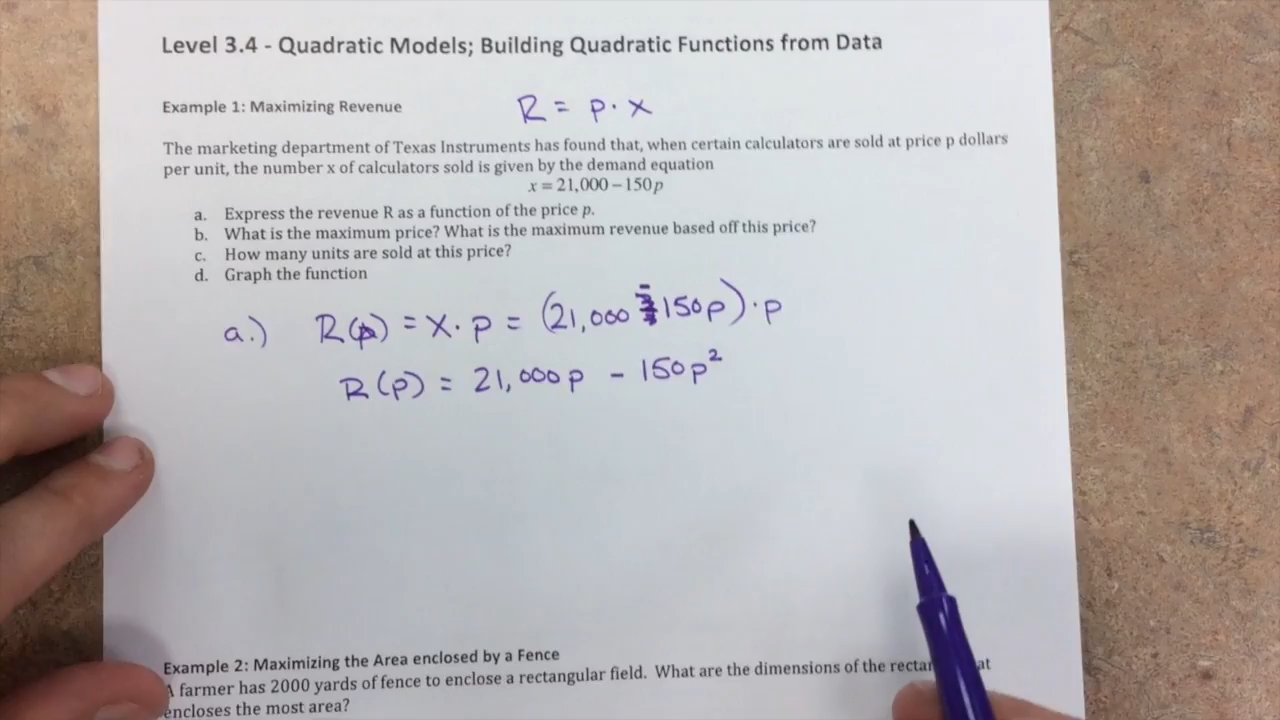 Level 3.4 - Quadratic Models; Building Quadratic Functions from Data
Example 1: Maximizing Revenue
R = p · x
The marketing department of Texas Instruments has found that, when certain calculators are sold at price p dollars
per unit, the number x of calculators sold is given by the demand equation
x = 21,000 – 150p
a. Express the revenue R as a function of the price p.
b. What is the maximum price? What is the maximum revenue based off this price?
c. How many units are sold at this price?
d. Graph the function
a.) R(p) = x · p = (21,000 - 150p) · p
R(p) = 21,000p - 150p²
Example 2: Maximizing the Area enclosed by a Fence
A farmer has 2000 yards of fence to enclose a rectangular field. What are the dimensions of the
encloses the most area?